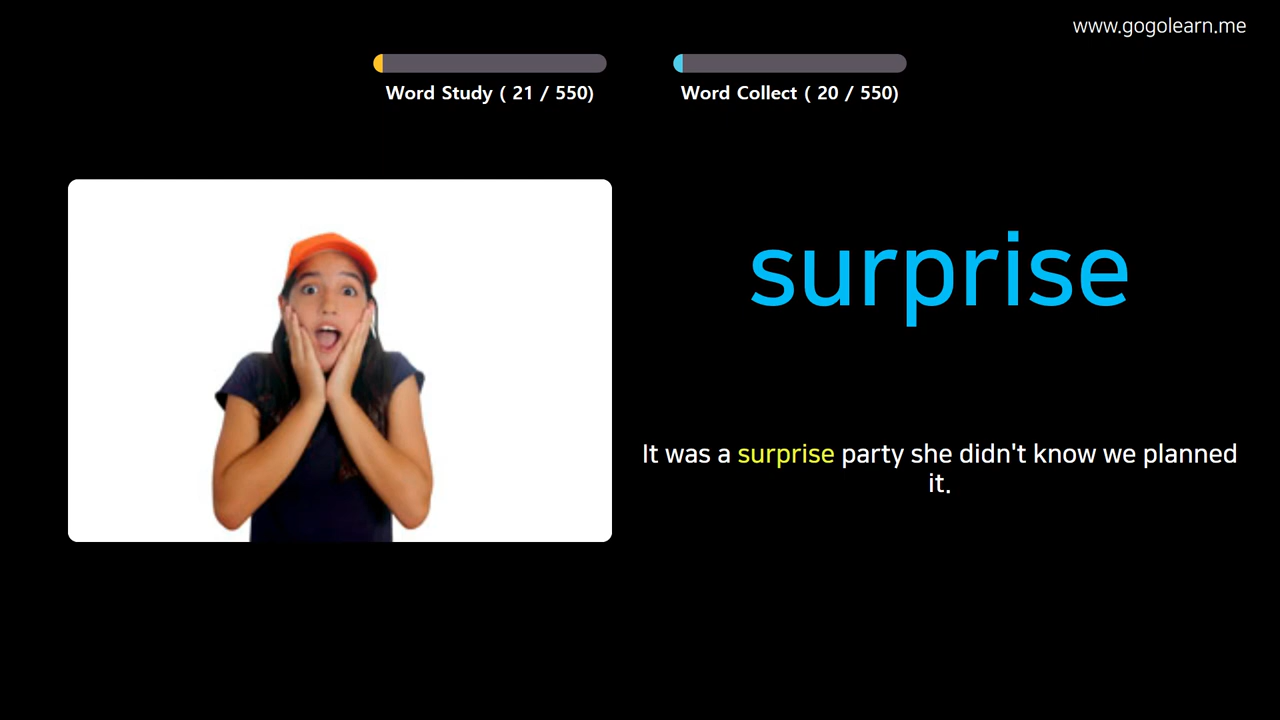 www.gogolearn.me
Word Study ( 21 / 550)
Word Collect ( 20 / 550)
surprise
It was a surprise party she didn't know we planned
it.